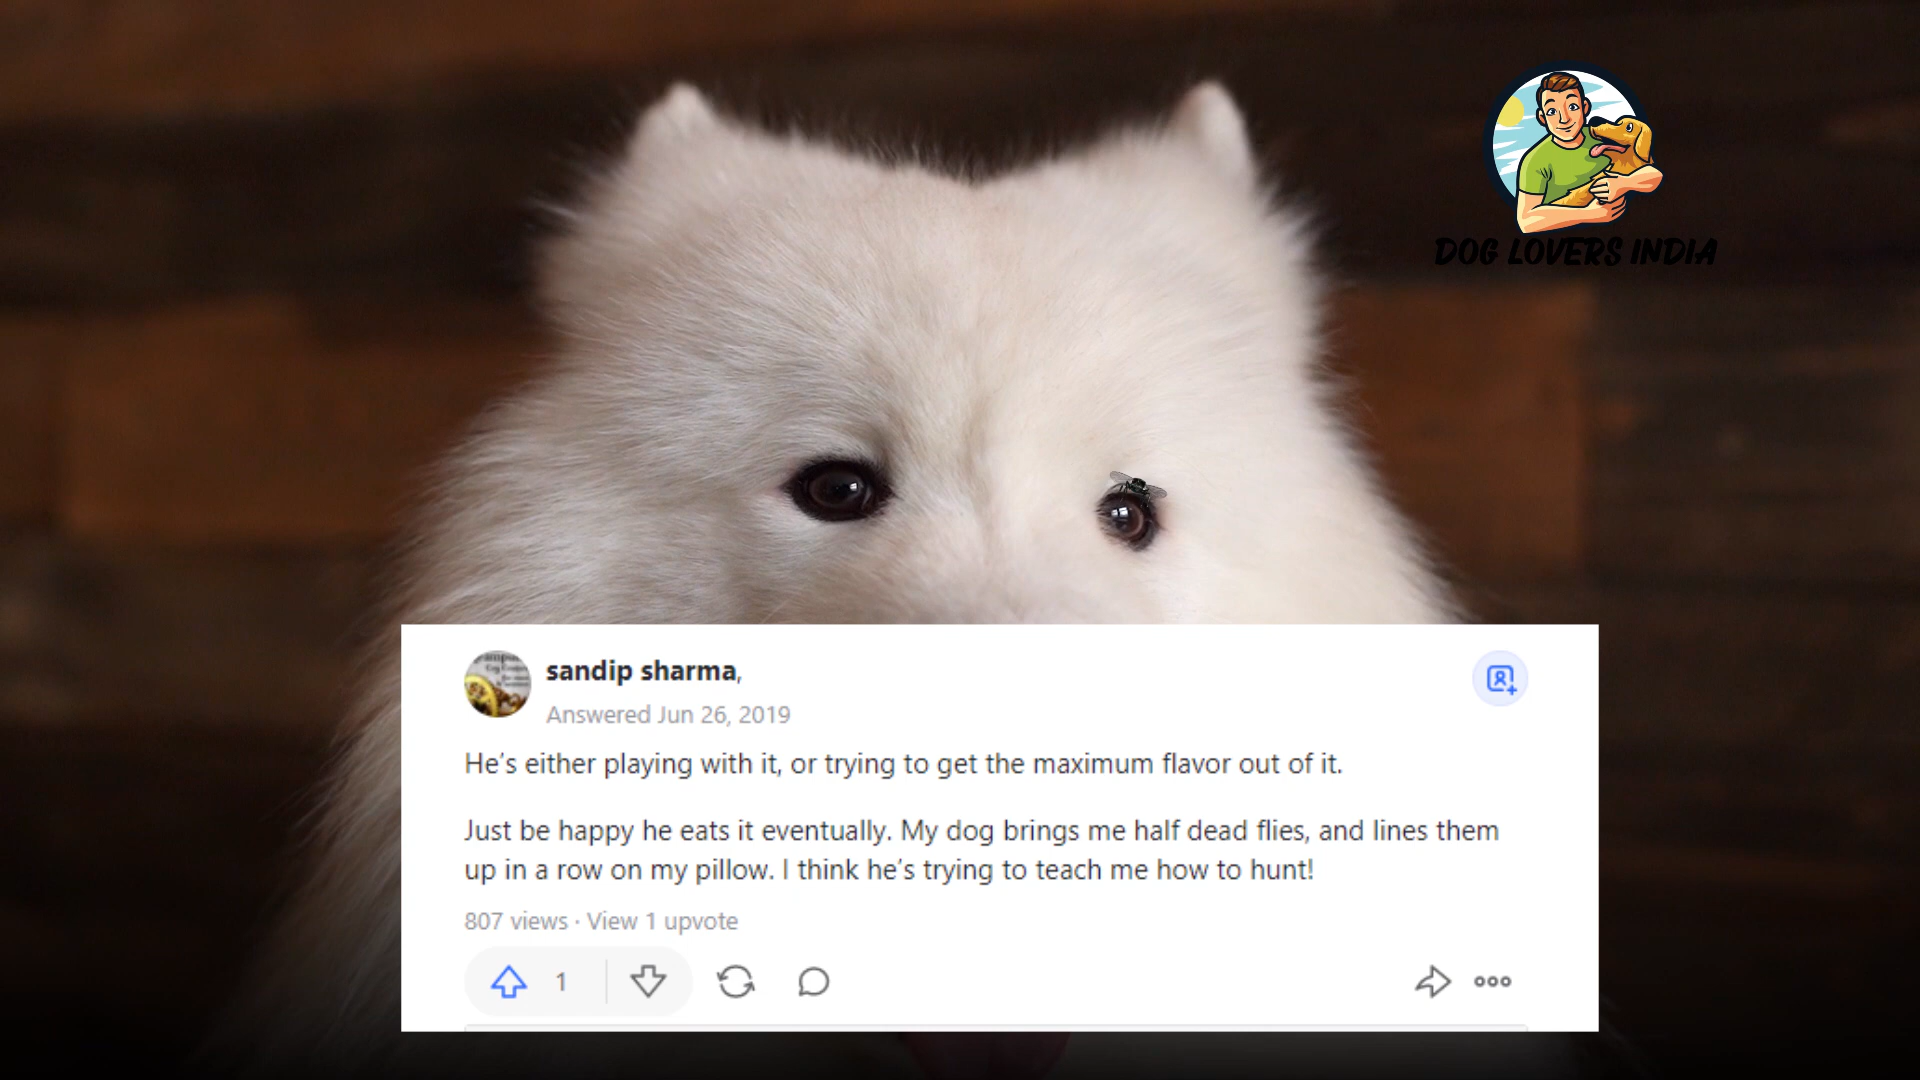 DOG LOVERS INDIA
sandip sharma,
Answered Jun 26, 2019
He's either playing with it, or trying to get the maximum flavor out of it.
Just be happy he eats it eventually. My dog brings me half dead flies, and lines them
up in a row on my pillow. I think he's trying to teach me how to hunt!
807 views · View 1 upvote
1